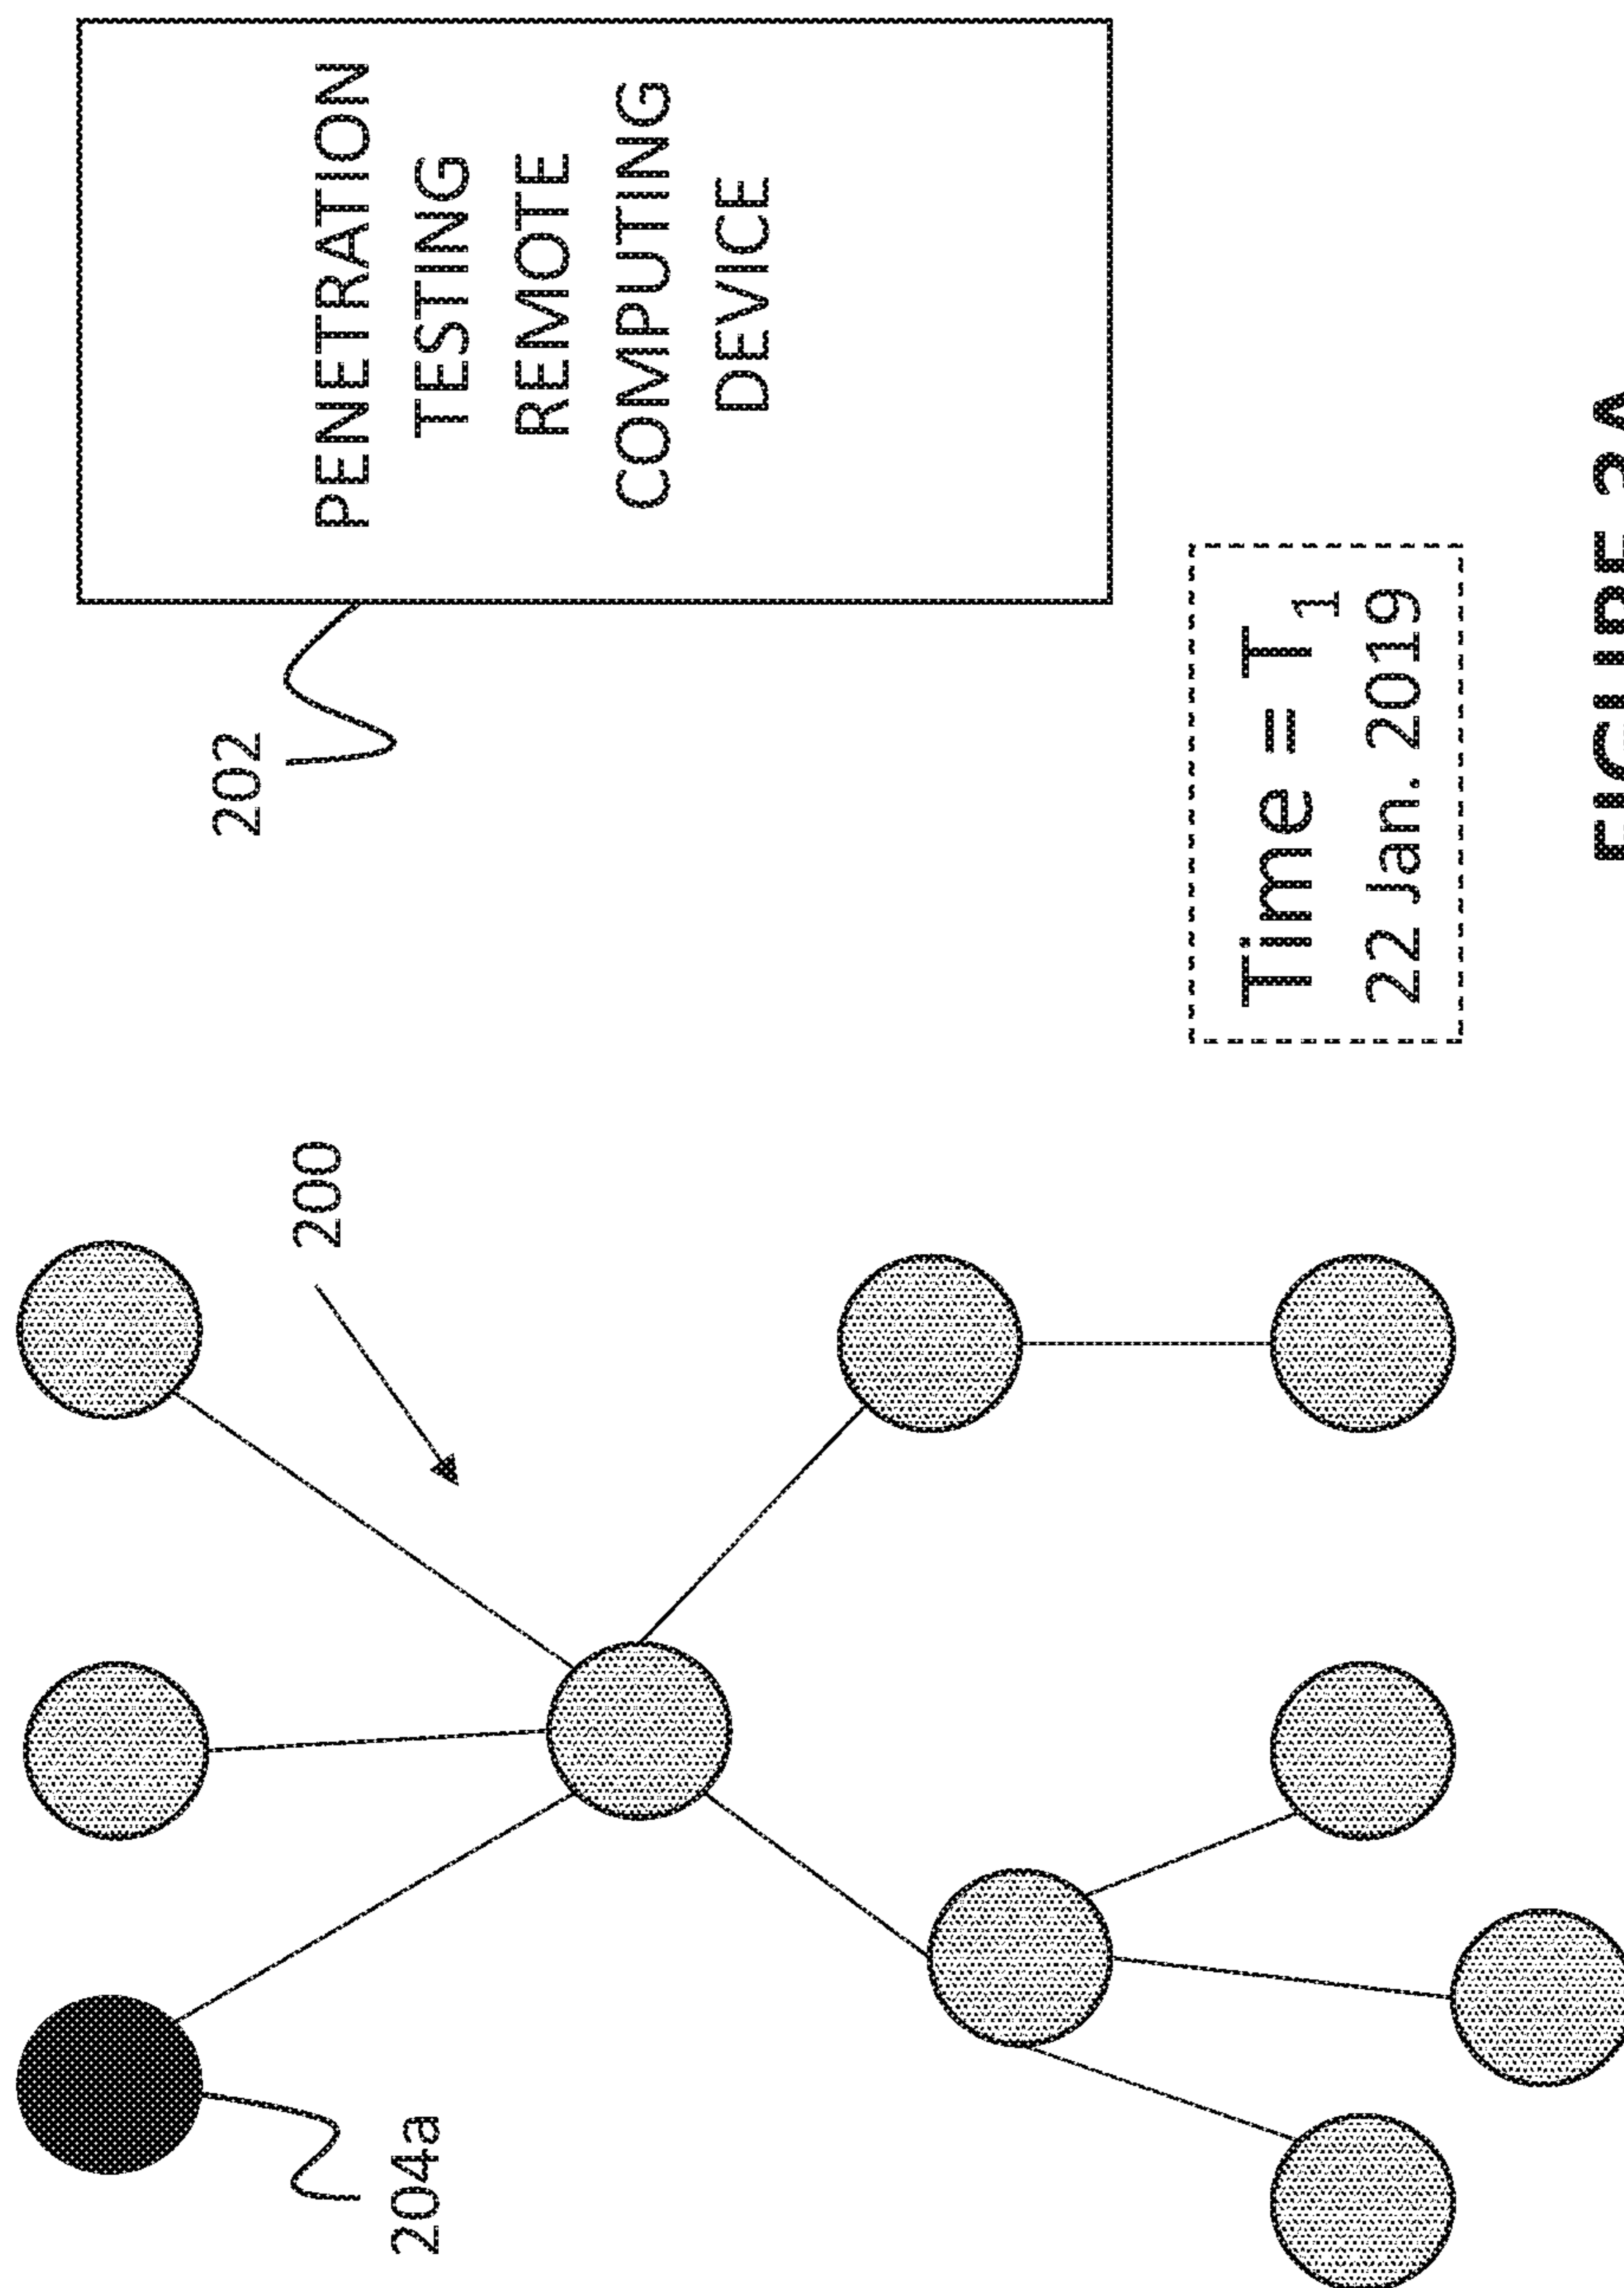 204a
200
202
PENETRATION
TESTING
REMOTE
COMPUTING
DEVICE
Time = T1
22 Jan. 2019